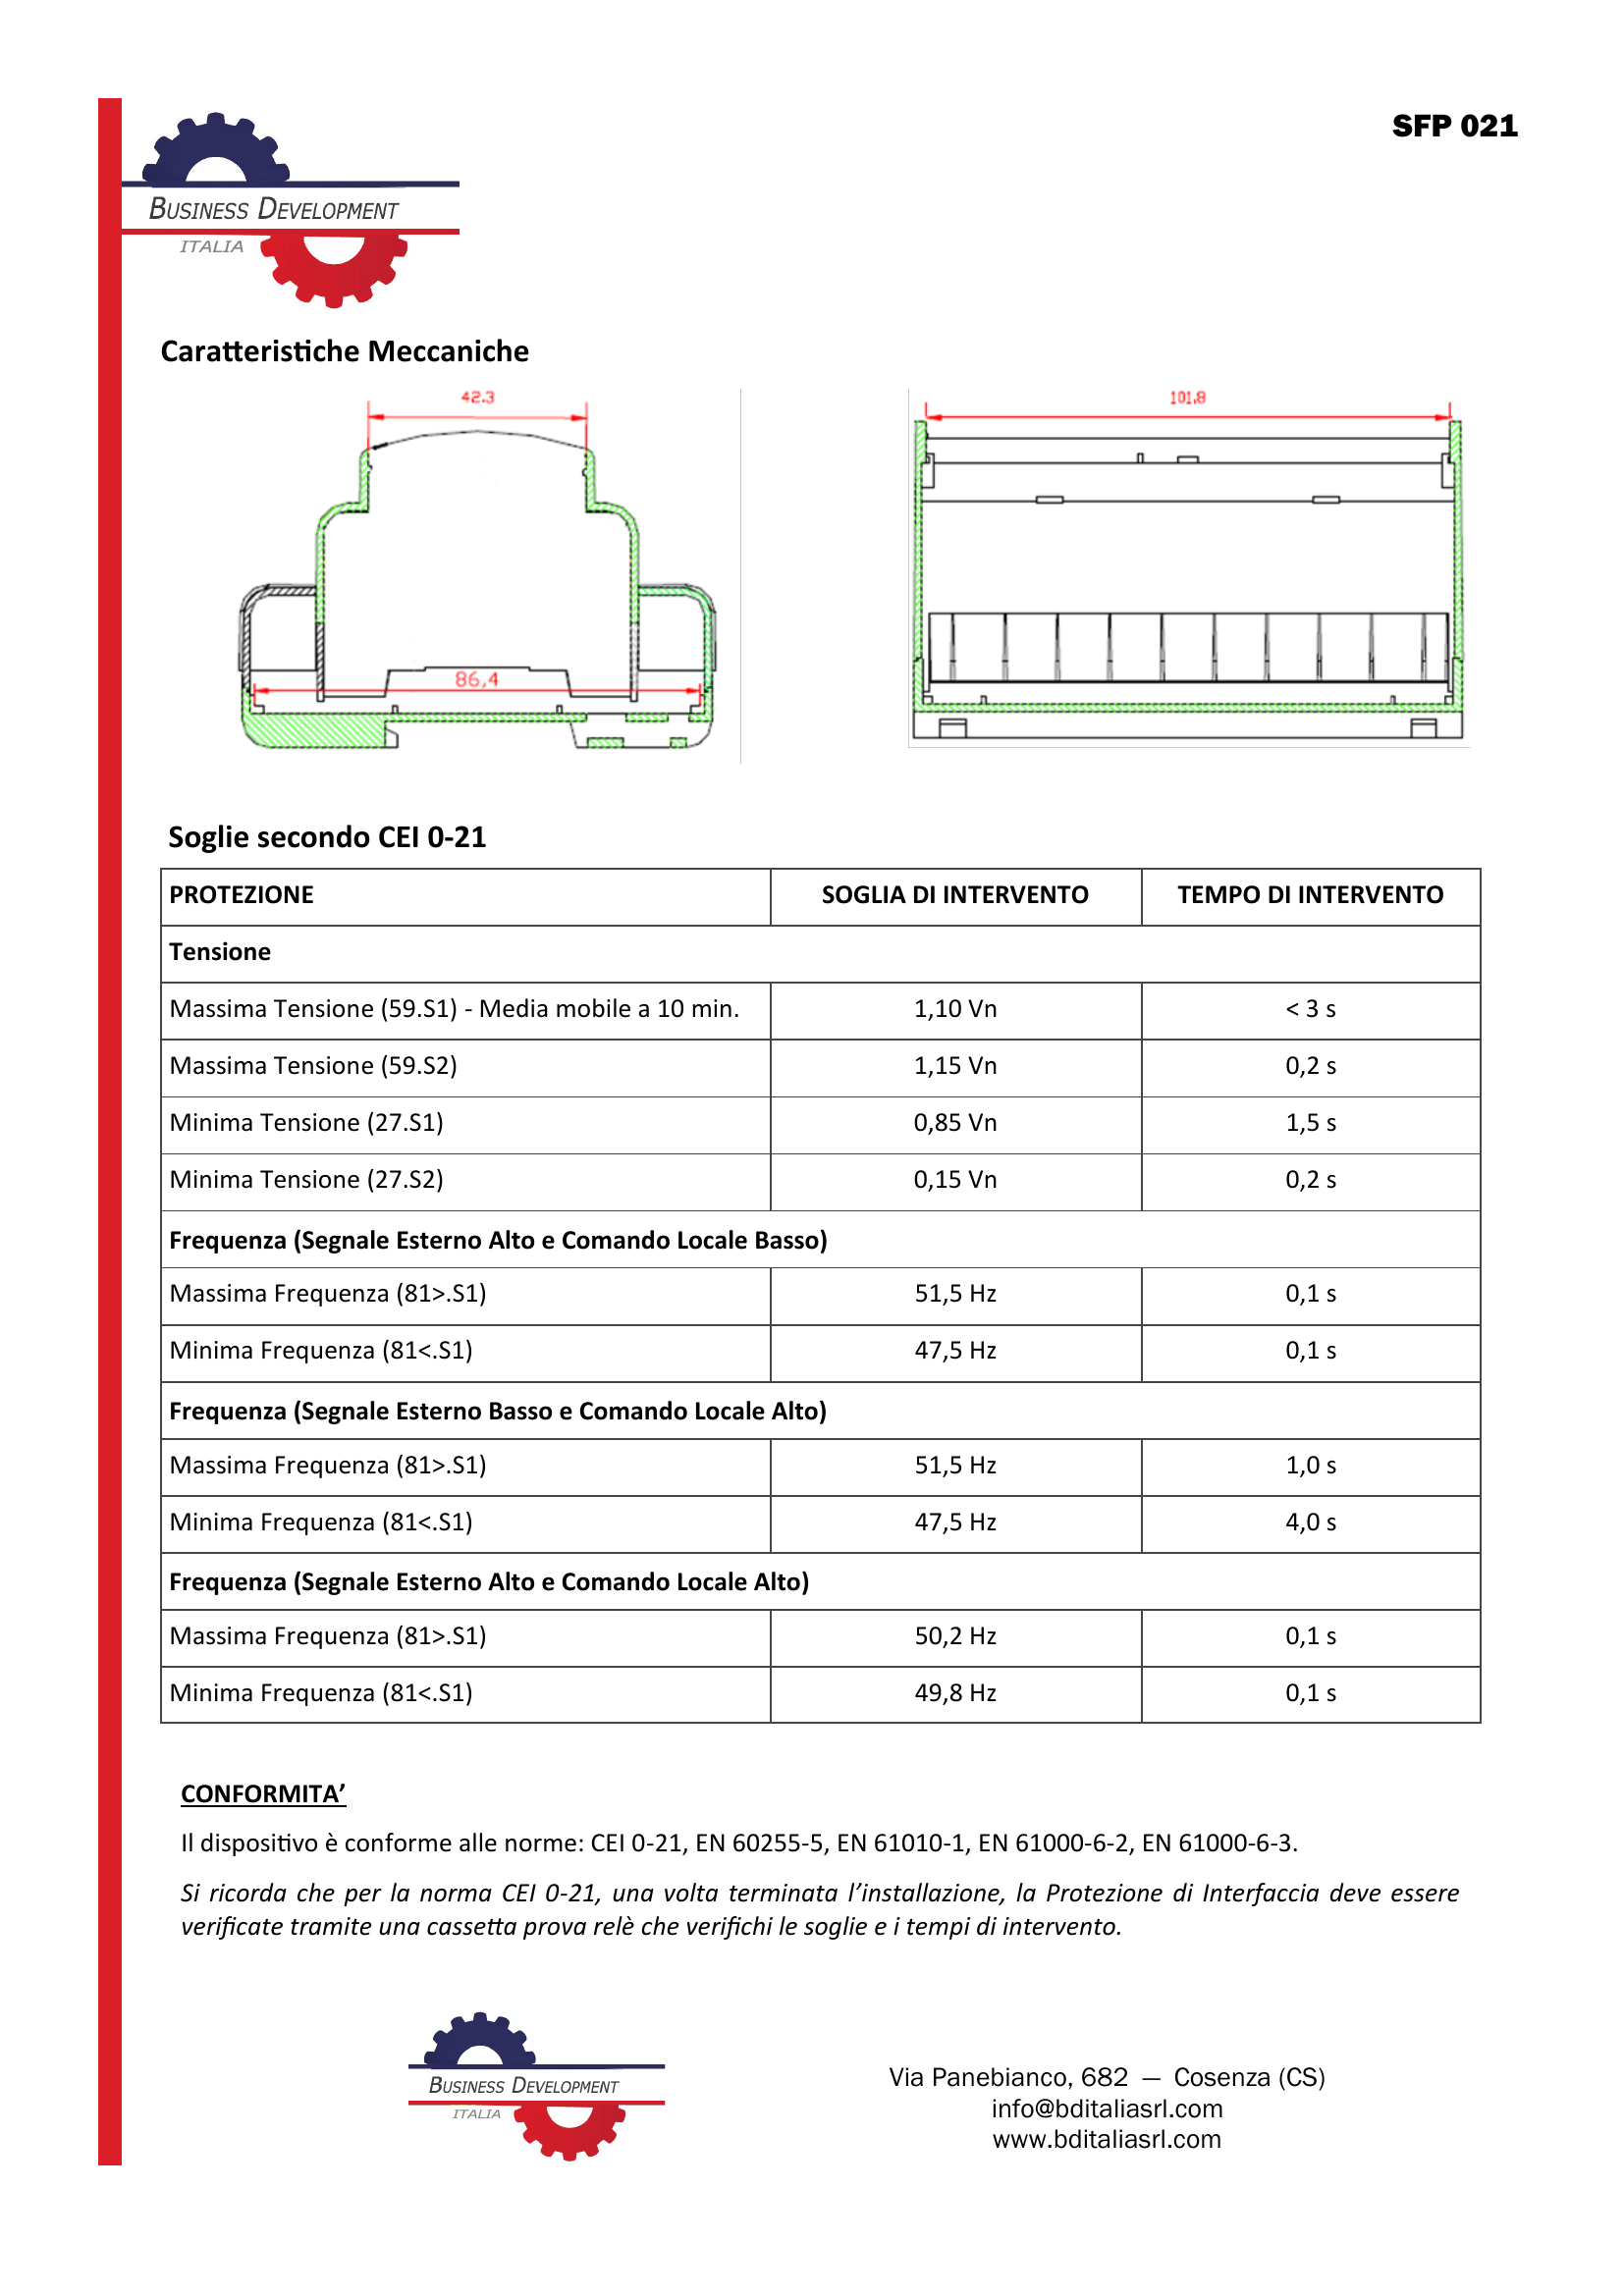 SFP 021
BUSINESS DEVELOPMENT
ITALIA
Caratteristiche Meccaniche
42.3
101,8
86,4
Soglie secondo CEI 0-21
PROTEZIONE SOGLIA DI INTERVENTO TEMPO DI INTERVENTO
Tensione
Massima Tensione (59.S1) - Media mobile a 10 min. 1,10 Vn < 3 s
Massima Tensione (59.S2) 1,15 Vn 0,2 s
Minima Tensione (27.S1) 0,85 Vn 1,5 s
Minima Tensione (27.S2) 0,15 Vn 0,2 s
Frequenza (Segnale Esterno Alto e Comando Locale Basso)
Massima Frequenza (81>.S1) 51,5 Hz 0,1 s
Minima Frequenza (81<.S1) 47,5 Hz 0,1 s
Frequenza (Segnale Esterno Basso e Comando Locale Alto)
Massima Frequenza (81>.S1) 51,5 Hz 1,0 s
Minima Frequenza (81<.S1) 47,5 Hz 4,0 s
Frequenza (Segnale Esterno Alto e Comando Locale Alto)
Massima Frequenza (81>.S1) 50,2 Hz 0,1 s
Minima Frequenza (81<.S1) 49,8 Hz 0,1 s
CONFORMITA’
Il dispositivo è conforme alle norme: CEI 0-21, EN 60255-5, EN 61010-1, EN 61000-6-2, EN 61000-6-3.
Si ricorda che per la norma CEI 0-21, una volta terminata l’installazione, la Protezione di Interfaccia deve essere
verificate tramite una cassetta prova relè che verifichi le soglie e i tempi di intervento.
BUSINESS DEVELOPMENT
ITALIA
Via Panebianco, 682 — Cosenza (CS)
info@bditaliasrl.com
www.bditaliasrl.com